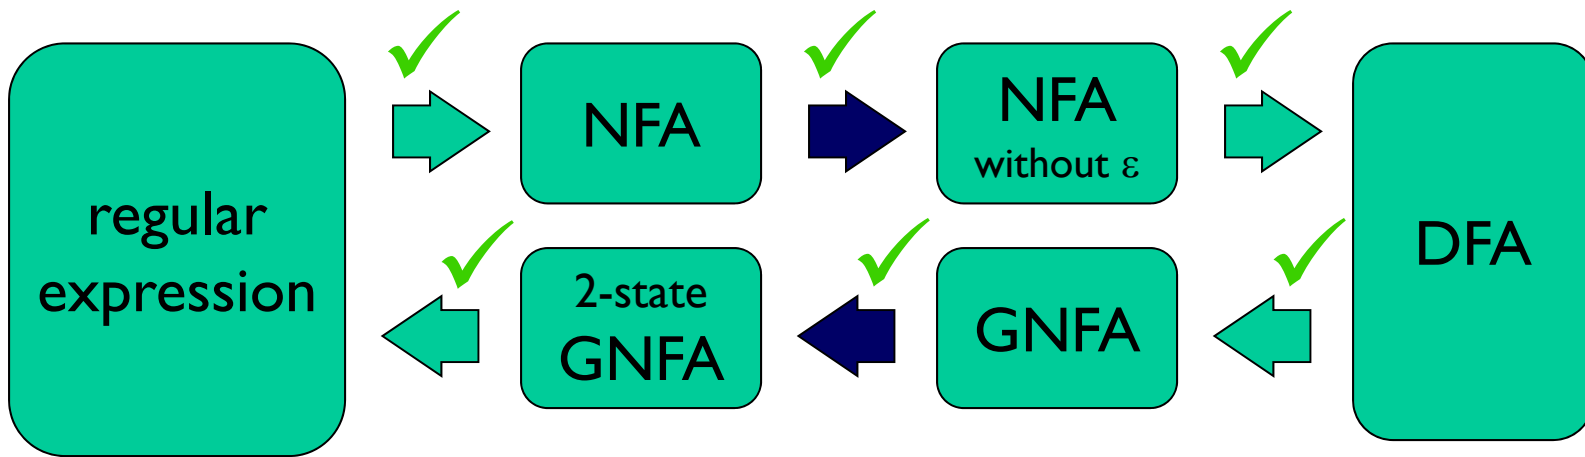 regular
expression
NFA
NFA
without ε
DFA
2-state
GNFA
GNFA